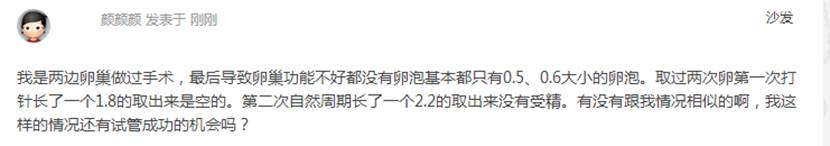 颜颜颜 发表于 刚刚
沙发
我是两边卵巢做过手术，最后导致卵巢功能不好都没有卵泡基本都只有0.5、0.6大小的卵泡。取过两次卵第一次打
针长了一个1.8的取出来是空的。第二次自然周期长了一个2.2的取出来没有受精。有没有跟我情况相似的啊，我这
样的情况还有试管成功的机会吗？